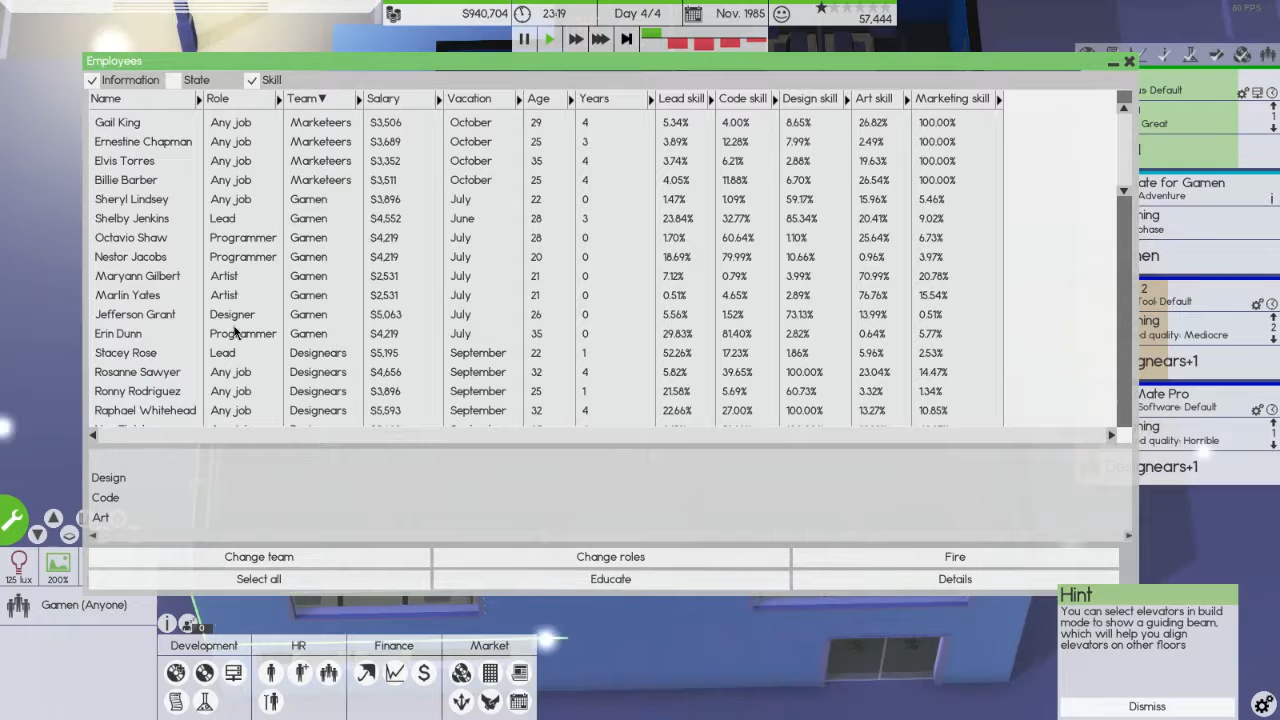 $940,704 23:19 Day 4/4 Nov. 1985 57,444
80 FPS
Employees
Information State Skill
Name Role Team▼ Salary Vacation Age Years Lead skill Code skill Design skill Art skill Marketing skill
Gail King Any job Marketeers $3,506 October 29 4 5.34% 4.00% 8.65% 26.82% 100.00%
Ernestine Chapman Any job Marketeers $3,689 October 25 3 3.89% 12.28% 7.99% 2.49% 100.00%
Elvis Torres Any job Marketeers $3,352 October 35 4 3.74% 6.21% 2.88% 19.63% 100.00%
Billie Barber Any job Marketeers $3,511 October 25 4 4.05% 11.88% 6.70% 26.54% 100.00%
Sheryl Lindsey Any job Gamen $3,896 July 22 0 1.47% 1.09% 59.17% 15.96% 5.46%
Shelby Jenkins Lead Gamen $4,552 June 28 3 23.84% 32.77% 85.34% 20.41% 9.02%
Octavio Shaw Programmer Gamen $4,219 July 28 0 1.70% 60.64% 1.10% 25.64% 6.73%
Nestor Jacobs Programmer Gamen $4,219 July 20 0 18.69% 79.99% 10.66% 0.96% 3.97%
Maryann Gilbert Artist Gamen $2,531 July 21 0 7.12% 0.79% 3.99% 70.99% 20.78%
Marlin Yates Artist Gamen $2,531 July 21 0 0.51% 4.65% 2.89% 76.76% 15.54%
Jefferson Grant Designer Gamen $5,063 July 26 0 5.56% 1.52% 73.13% 13.99% 0.51%
Erin Dunn Programmer Gamen $4,219 July 35 0 29.83% 81.40% 2.82% 0.64% 5.77%
Stacey Rose Lead Designears $5,195 September 22 1 52.26% 17.23% 1.86% 5.96% 2.53%
Rosanne Sawyer Any job Designears $4,656 September 32 4 5.82% 39.65% 100.00% 23.04% 14.47%
Ronny Rodriguez Any job Designears $3,896 September 25 1 21.58% 5.69% 60.73% 3.32% 1.34%
Raphael Whitehead Any job Designears $5,593 September 32 4 22.66% 27.00% 100.00% 13.27% 10.85%
Design
Code
Art
Change team Change roles Fire
Select all Educate Details
us Default
1
Great
ate for Gamen
Adventure
i
ning
phase
en
2
Tool: Default
ning 2
ed quality: Mediocre
gnears+1
Mate Pro
Software: Default
ning 1
ed quality: Horrible
Designears+1
125 lux 200%
Gamen (Anyone)
i 0
Development HR Finance Market
Hint
You can select elevators in build
mode to show a guiding beam,
which will help you align
elevators on other floors
Dismiss